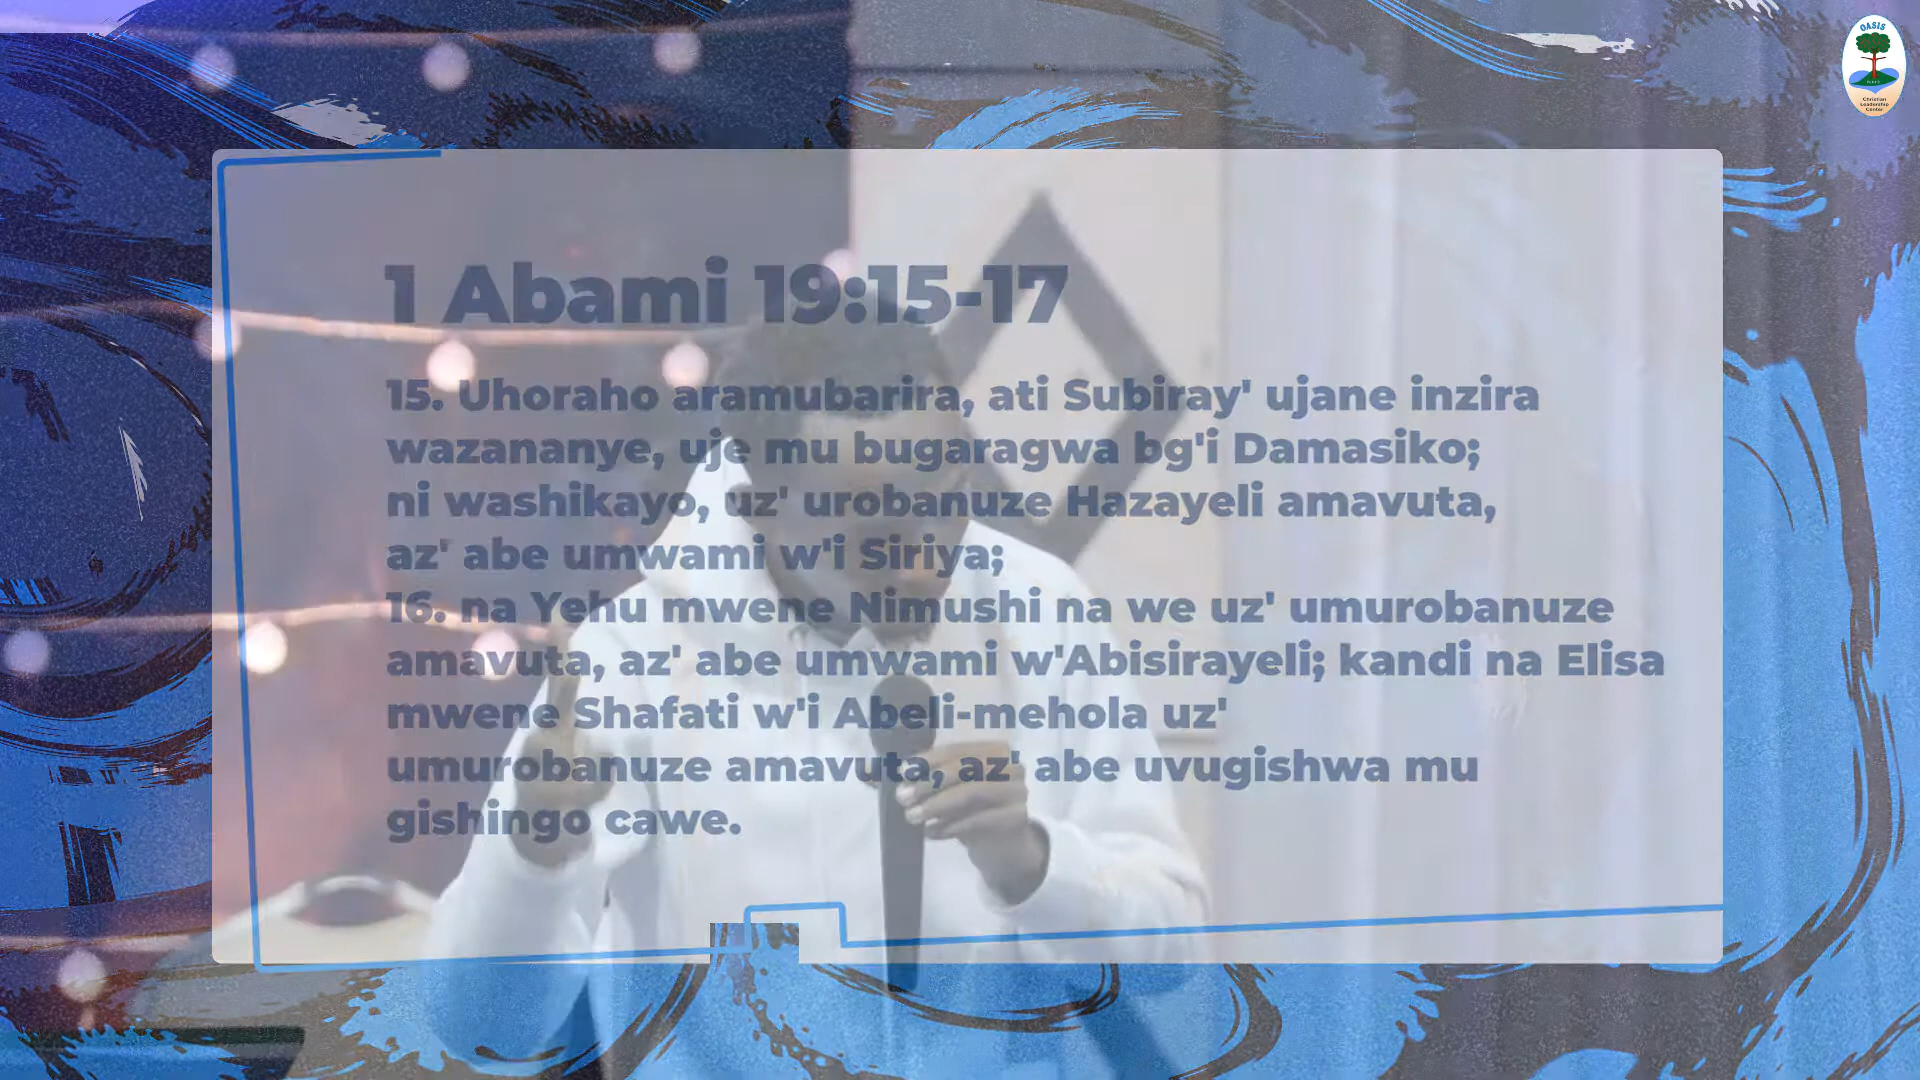 OASIS
Christian
Leadership
Center
1 Abami 19:15-17
15. Uhoraho aramubarira, ati Subiray' ujane inzira
wazananye, uje mu bugaragwa bg'i Damasiko;
ni washikayo, uz' urobanuze Hazayeli amavuta,
az' abe umwami w'i Siriya;
16. na Yehu mwene Nimushi na we uz' umurobanuze
amavuta, az' abe umwami w'Abisirayeli; kandi na Elisa
mwene Shafati w'i Abeli-mehola uz'
umurobanuze amavuta, az' abe uvugishwa mu
gishingo cawe.